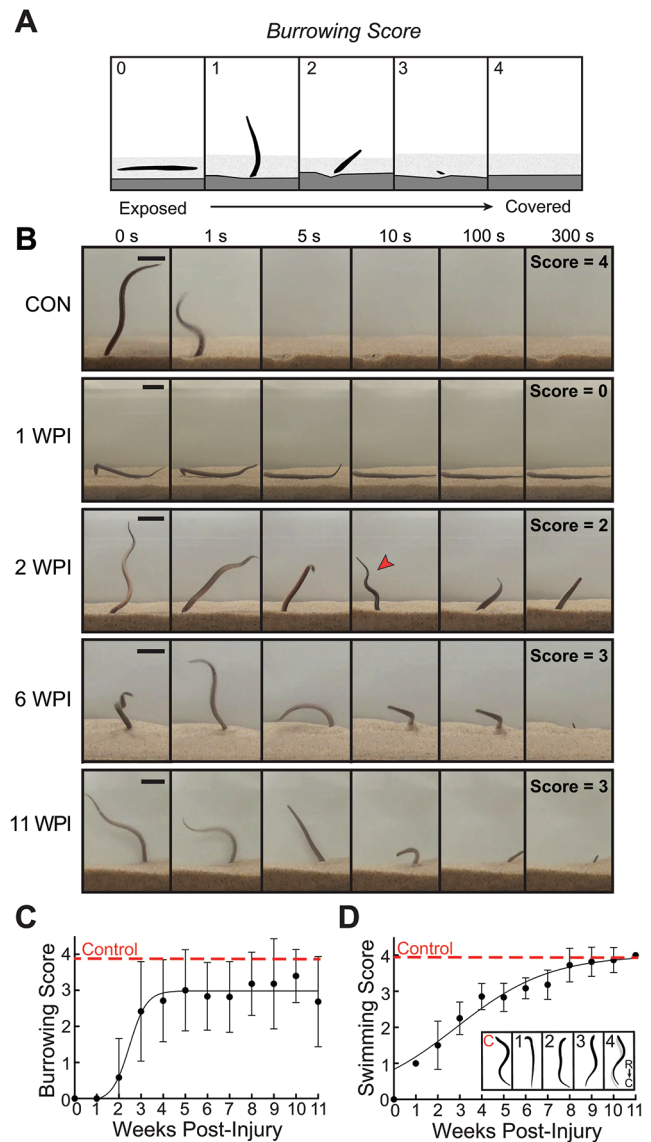 A
Burrowing Score
0 1 2 3 4
Exposed Covered
B
0 s 1 s 5 s 10 s 100 s 300 s
CON
Score = 4
1 WPI
Score = 0
2 WPI
Score = 2
6 WPI
Score = 3
11 WPI
Score = 3
C
Control
Burrowing Score
4
3
2
1
0
0 1 2 3 4 5 6 7 8 9 10 11
Weeks Post-Injury
D
Control
Swimming Score
4
3
2
1
0
C 1 2 3 4
R
C
0 1 2 3 4 5 6 7 8 9 10 11
Weeks Post-Injury